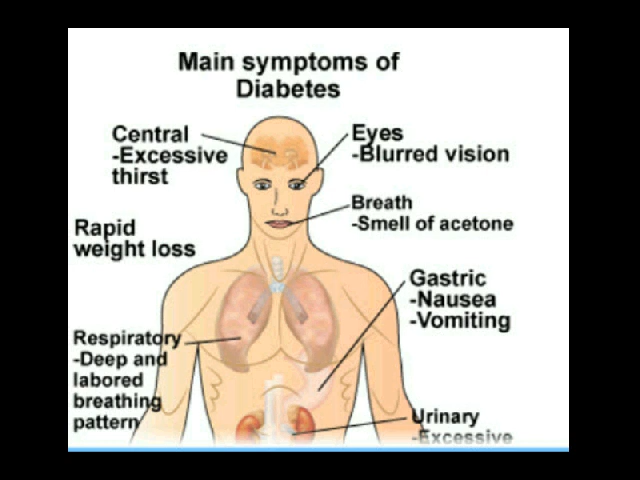 Main symptoms of
Diabetes
Central
-Excessive
thirst
Eyes
-Blurred vision
Breath
-Smell of acetone
Rapid
weight loss
Gastric
-Nausea
-Vomiting
Respiratory
-Deep and
labored
breathing
pattern
Urinary
-Excessive